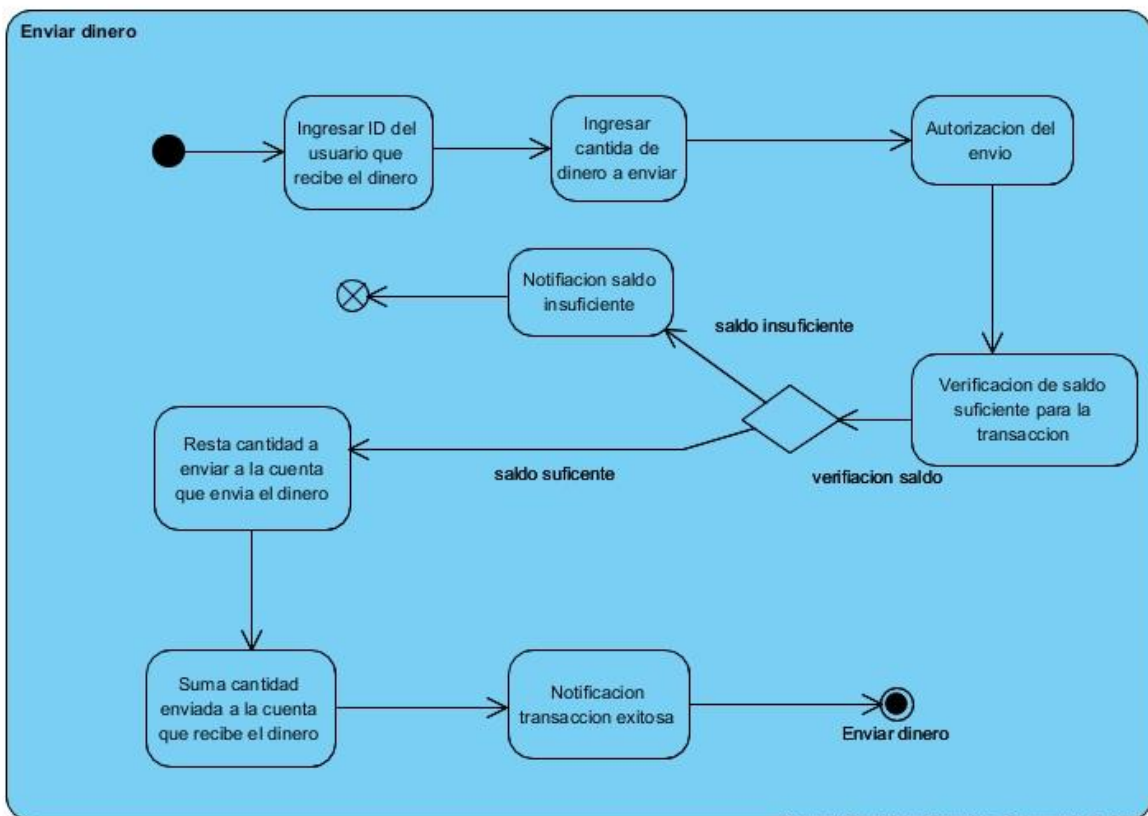 Enviar dinero
Ingresar ID del
usuario que
recibe el dinero
Ingresar
cantida de
dinero a enviar
Autorizacion del
envio
Notifiacion saldo
insuficiente
saldo insuficiente
Verificacion de saldo
suficiente para la
transaccion
verifiacion saldo
Resta cantidad a
enviar a la cuenta
que envia el dinero
saldo suficente
Suma cantidad
enviada a la cuenta
que recibe el dinero
Notificacion
transaccion exitosa
Enviar dinero